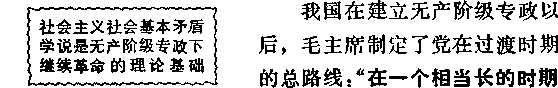 社会主义社会基本矛盾
学说是无产阶级专政下
继续革命的理论基础
我国在建立无产阶级专政以
后，毛主席制定了党在过渡时期
的总路线：“在一个相当长的时期